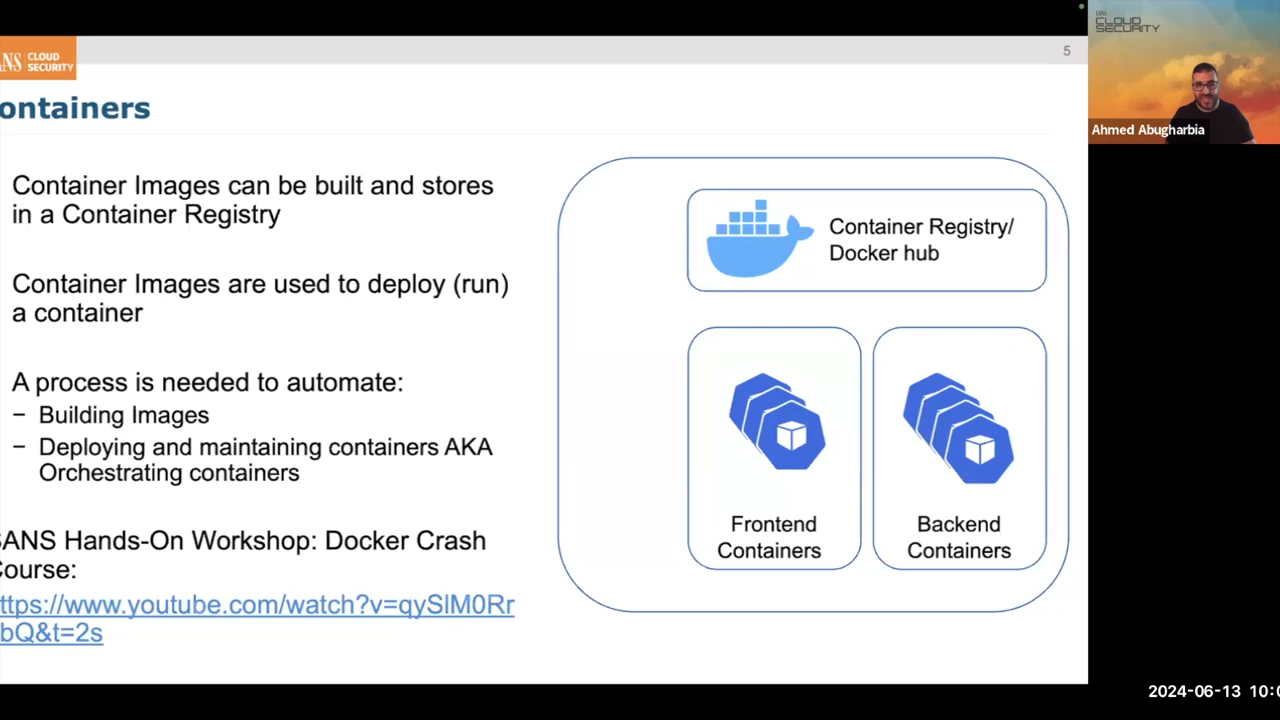 5
NS | CLOUD
SECURITY
ontainers
Container Images can be built and stores
in a Container Registry
Container Images are used to deploy (run)
a container
A process is needed to automate:
− Building Images
− Deploying and maintaining containers AKA
Orchestrating containers
SANS Hands-On Workshop: Docker Crash
Course:
ttps://www.youtube.com/watch?v=qySlM0Rr
bQ&t=2s
Container Registry/
Docker hub
Frontend
Containers
Backend
Containers
CLOUD
SECURITY
Ahmed Abugharbia
2024-06-13 10:0